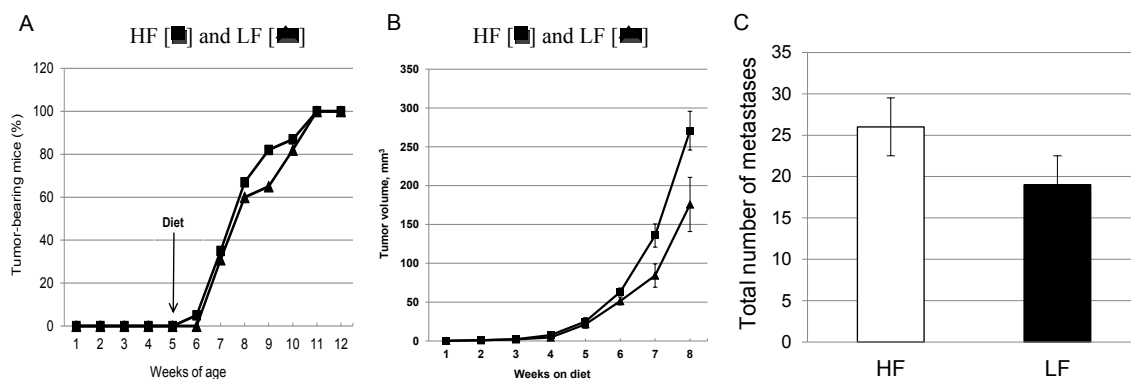 A
HF [■] and LF [▲]
120
100
80
60
40
20
0
Tumor-bearing mice (%)
Diet
1 2 3 4 5 6 7 8 9 10 11 12
Weeks of age
B
HF [■] and LF [▲]
350
300
250
200
150
100
50
0
Tumor volume, mm³
1 2 3 4 5 6 7 8
Weeks on diet
C
35
30
25
20
15
10
5
0
Total number of metastases
HF LF